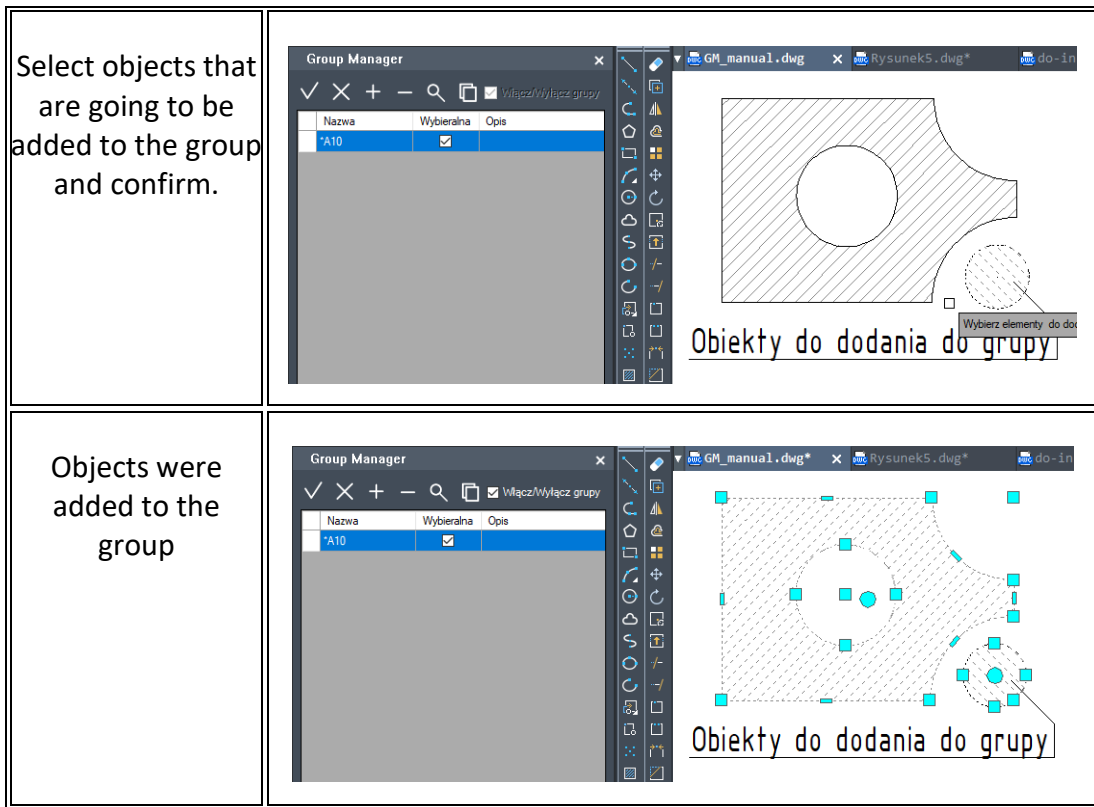 Select objects that
are going to be
added to the group
and confirm.
Group Manager
Włącz/Wyłącz grupy
Nazwa Wybieralna Opis
*A10
GM_manual.dwg Rysunek5.dwg* do-in
Wybierz elementy do do
Obiekty do dodania do grupy
Objects were
added to the
group
Group Manager
Włącz/Wyłącz grupy
Nazwa Wybieralna Opis
*A10
GM_manual.dwg* Rysunek5.dwg* do-in
Obiekty do dodania do grupy